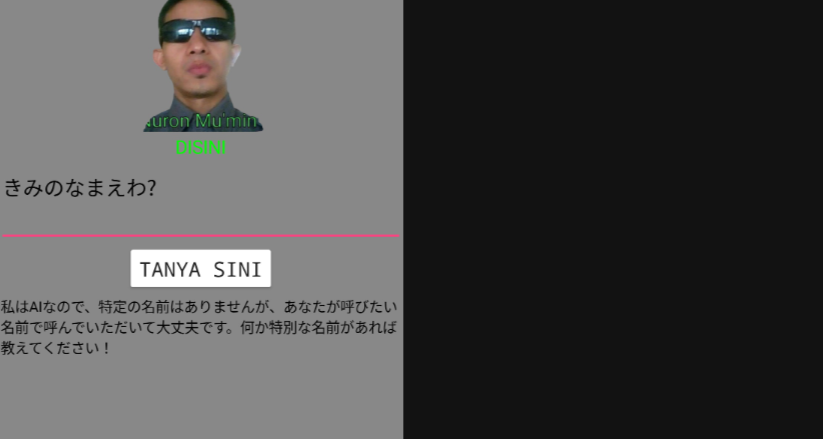 uron Mu'min
DISINI
きみのなまえわ?
TANYA SINI
私はAIなので、特定の名前はありませんが、あなたが呼びたい
名前で呼んでいただいて大丈夫です。何か特別な名前があれば
教えてください！